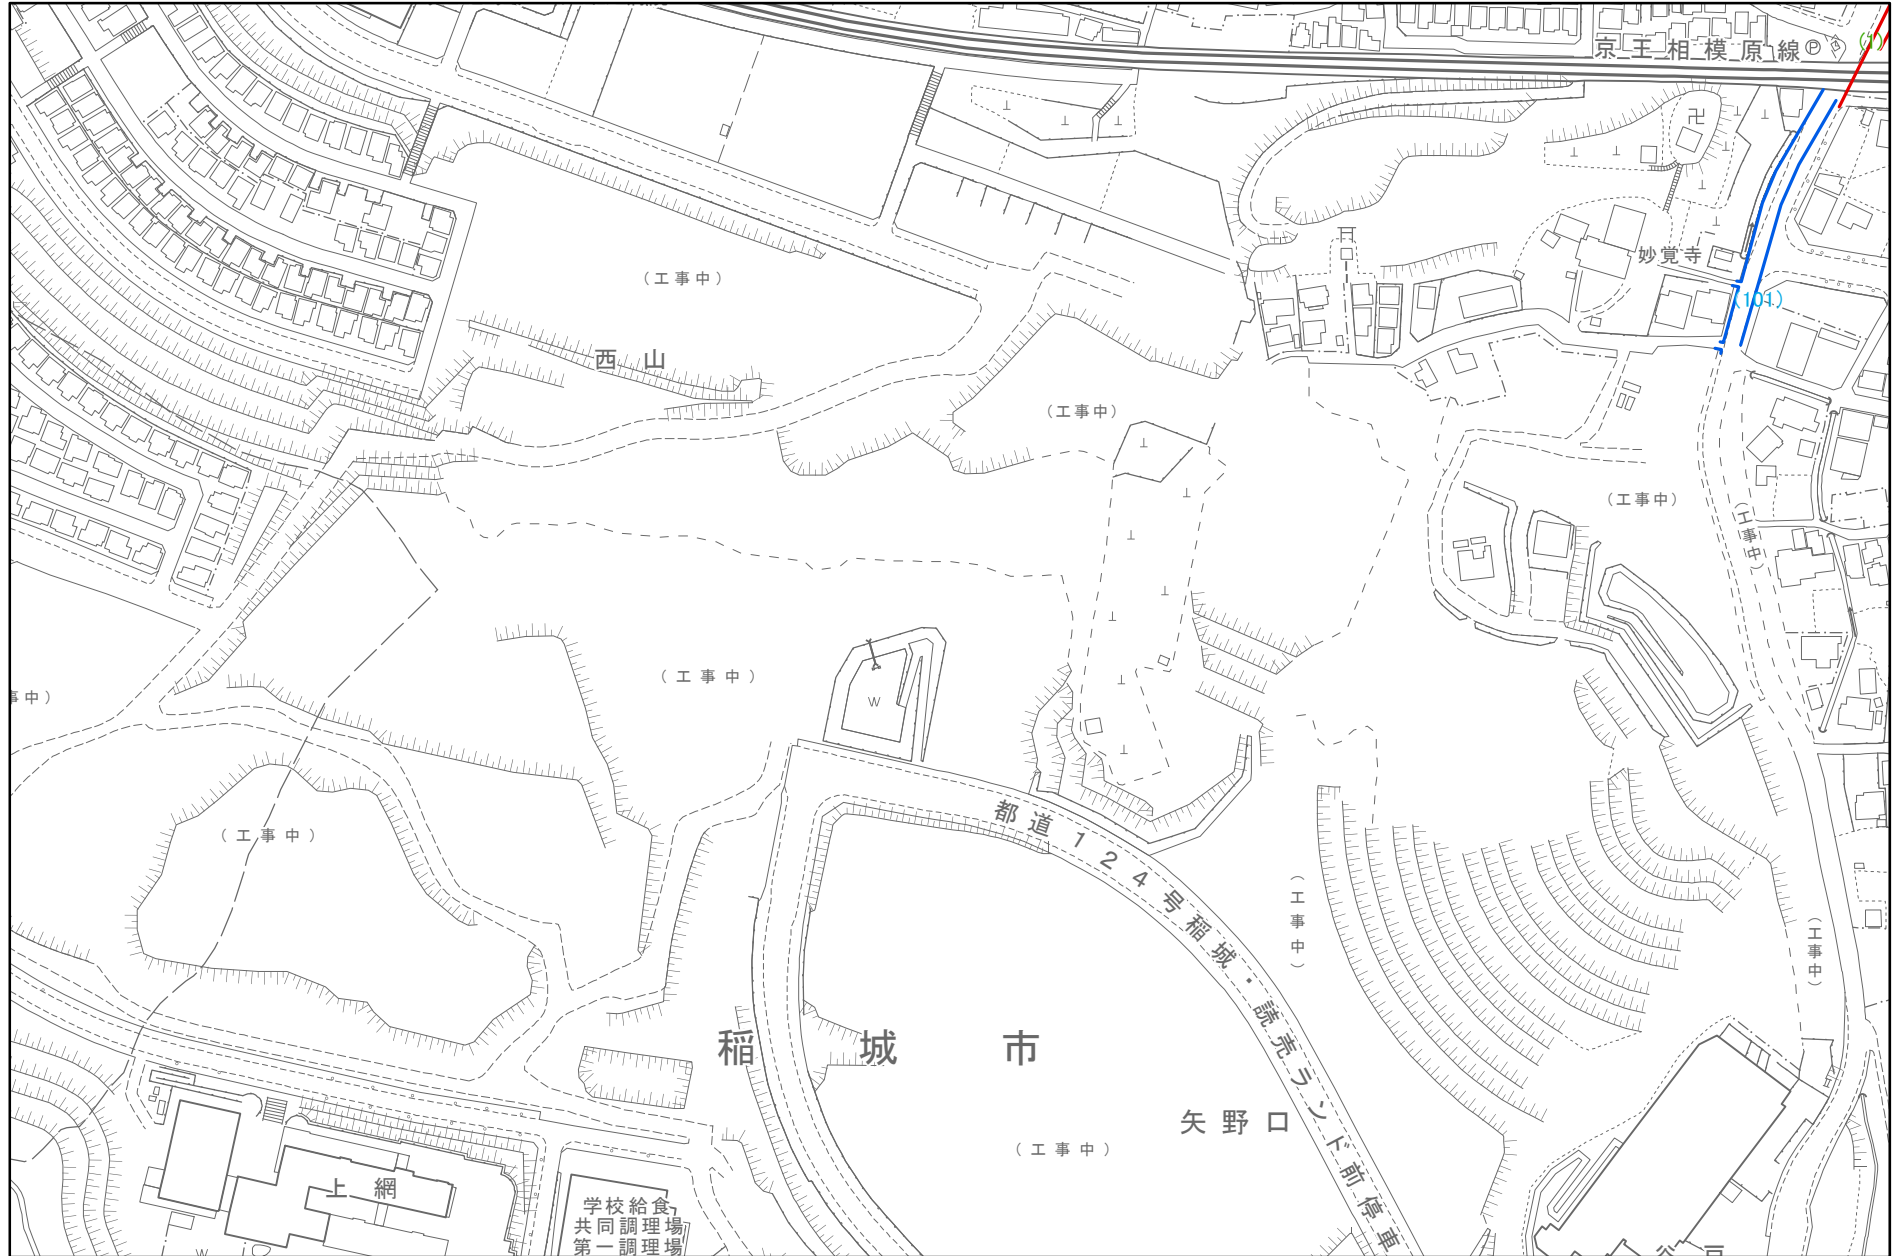 京王相模原線
(1)
妙覚寺
(101)
(工事中)
西山
(工事中)
(工事中)
(工事中)
(工事中)
事中)
W
(工事中)
都道124号稲城・読売ランド前停車
(工事中)
(工事中)
稲城市
矢野口
(工事中)
上網
学校給食
共同調理場
第一調理場
W